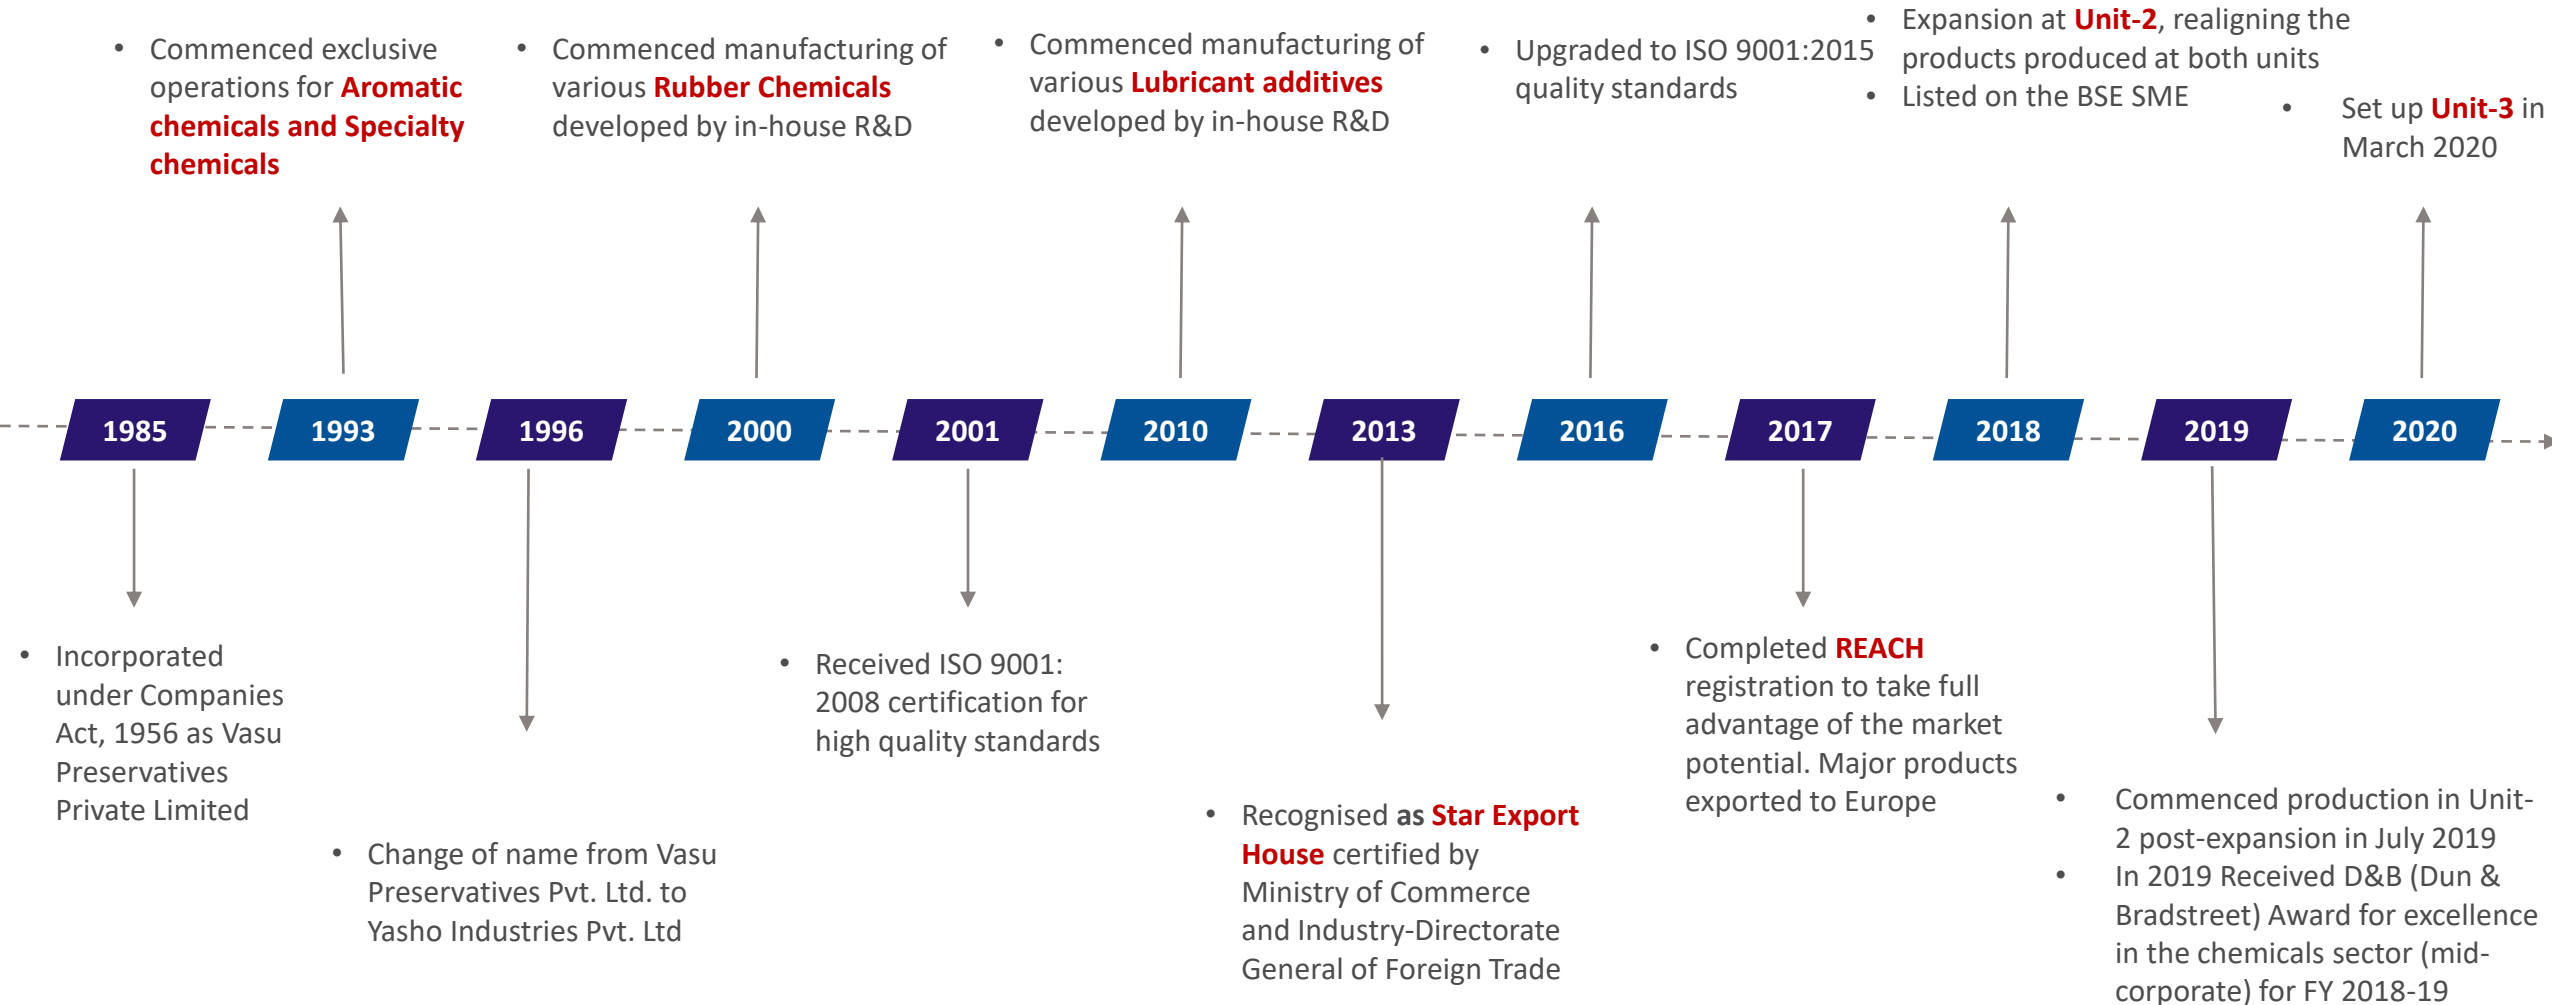 • Commenced exclusive
operations for Aromatic
chemicals and Specialty
chemicals
• Commenced manufacturing of
various Rubber Chemicals
developed by in-house R&D
• Commenced manufacturing of
various Lubricant additives
developed by in-house R&D
• Upgraded to ISO 9001:2015
quality standards
• Expansion at Unit-2, realigning the
products produced at both units
• Listed on the BSE SME
• Set up Unit-3 in
March 2020
1985
1993
1996
2000
2001
2010
2013
2016
2017
2018
2019
2020
• Incorporated
under Companies
Act, 1956 as Vasu
Preservatives
Private Limited
• Change of name from Vasu
Preservatives Pvt. Ltd. to
Yasho Industries Pvt. Ltd
• Received ISO 9001:
2008 certification for
high quality standards
• Recognised as Star Export
House certified by
Ministry of Commerce
and Industry-Directorate
General of Foreign Trade
• Completed REACH
registration to take full
advantage of the market
potential. Major products
exported to Europe
• Commenced production in Unit-
2 post-expansion in July 2019
• In 2019 Received D&B (Dun &
Bradstreet) Award for excellence
in the chemicals sector (mid-
corporate) for FY 2018-19